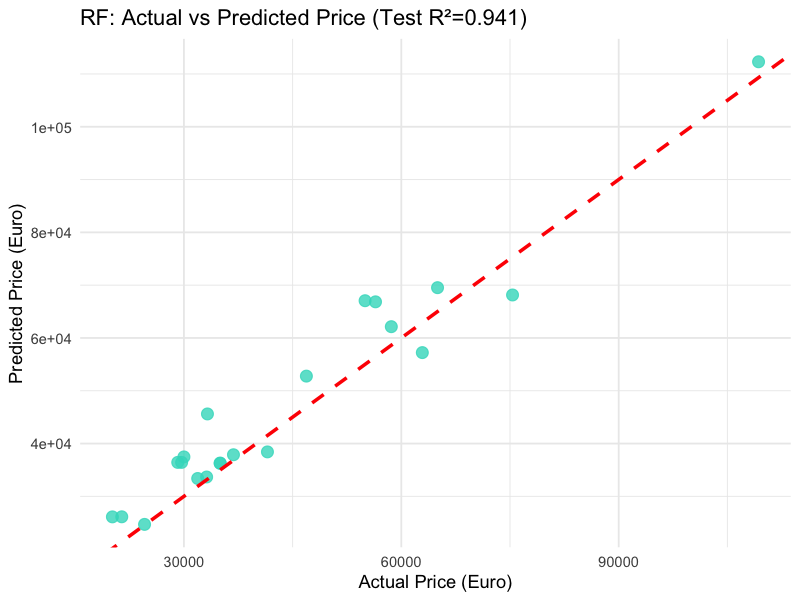 RF: Actual vs Predicted Price (Test R²=0.941)
Predicted Price (Euro)
1e+05
8e+04
6e+04
4e+04
30000 60000 90000
Actual Price (Euro)